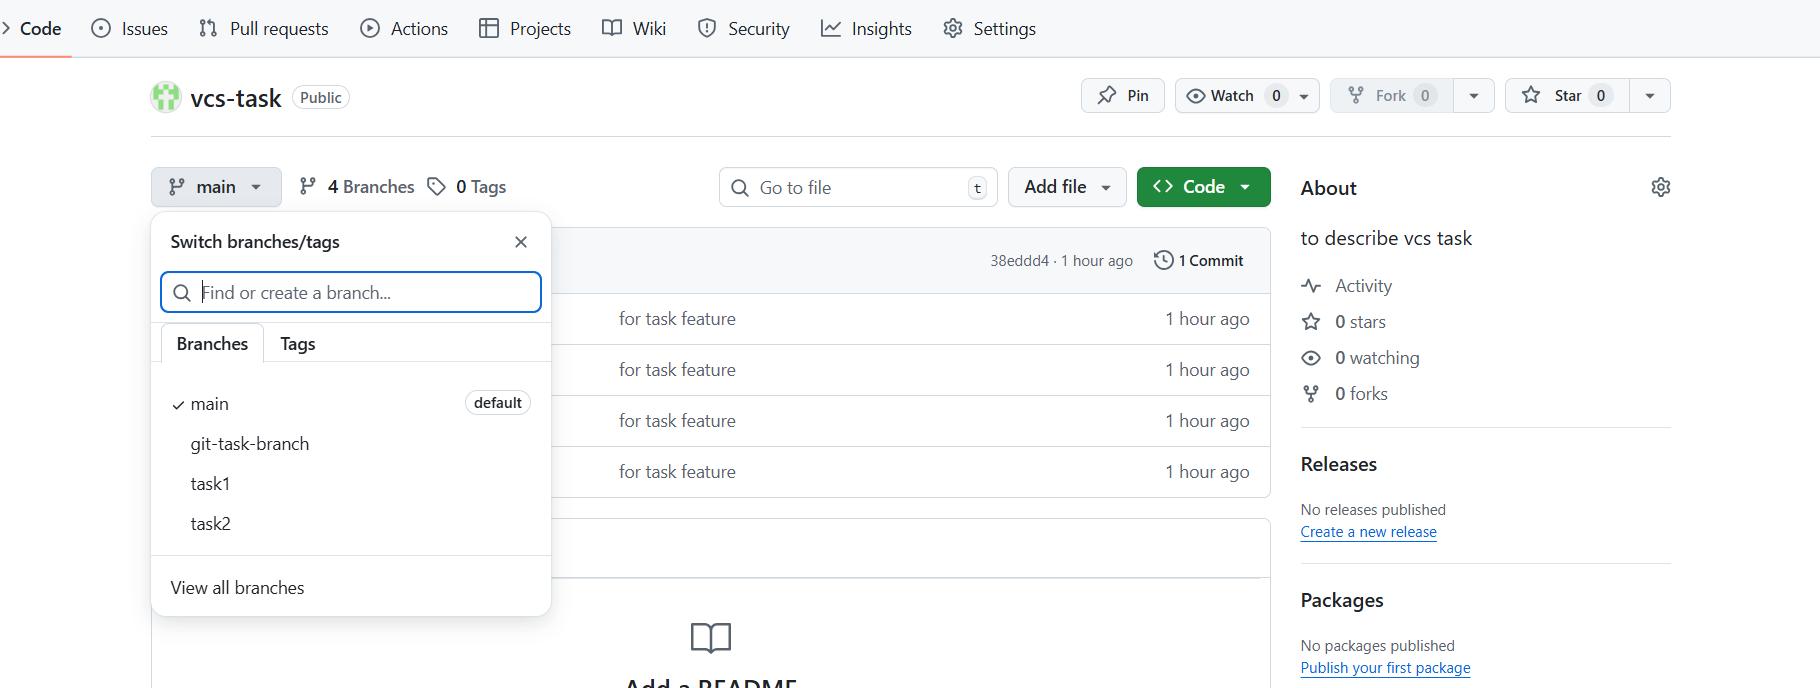 Code Issues Pull requests Actions Projects Wiki Security Insights Settings
vcs-task Public Pin Watch 0 Fork 0 Star 0
main 4 Branches 0 Tags Go to file t Add file Code
Switch branches/tags
Find or create a branch...
Branches Tags
main default
git-task-branch
task1
task2
View all branches
38eddd4 · 1 hour ago 1 Commit
for task feature 1 hour ago
for task feature 1 hour ago
for task feature 1 hour ago
for task feature 1 hour ago
Add a README
About
to describe vcs task
Activity
0 stars
0 watching
0 forks
Releases
No releases published
Create a new release
Packages
No packages published
Publish your first package